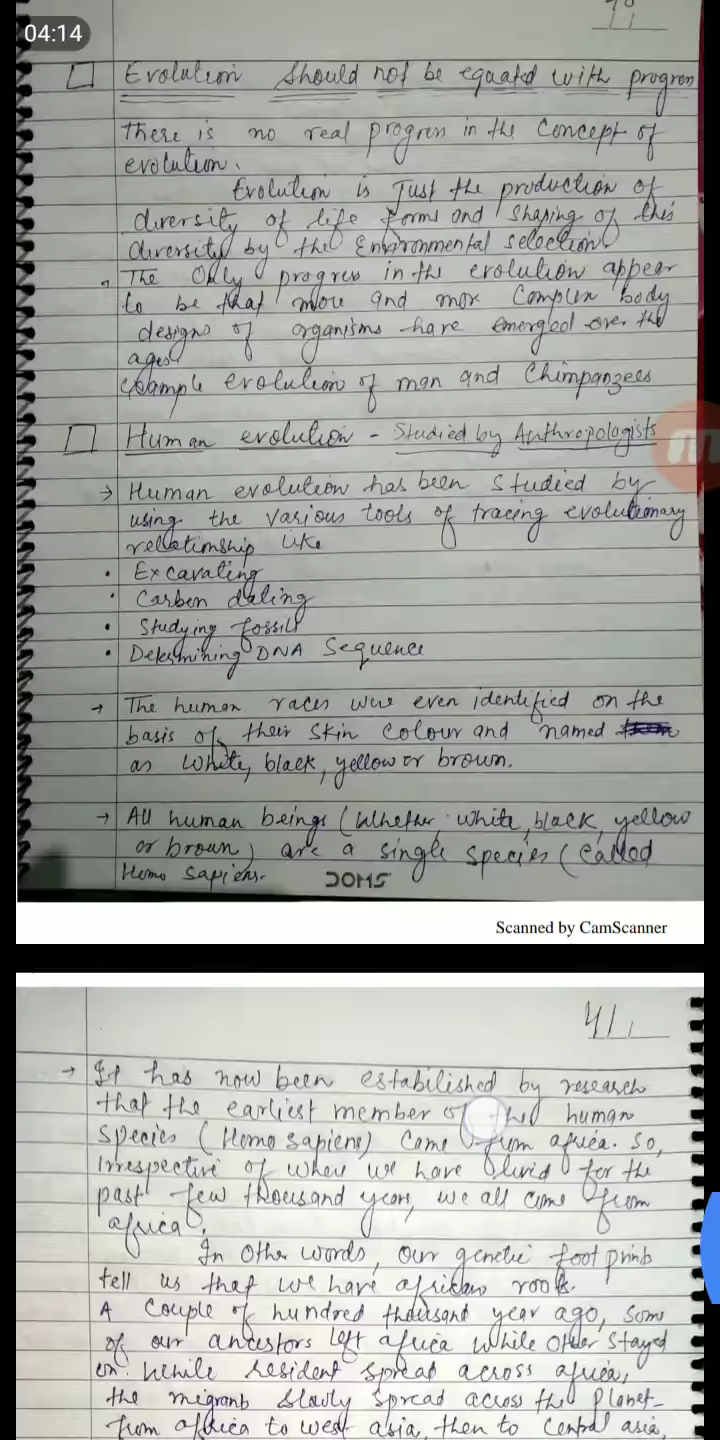 04:14
Evolution should not be equated with progress
there is no real progress in the concept of
evolution.
Evolution is Just the production of
diversity of life forms and shaping of this
diversity by the Environmental selection
The Only progress in the evolution appear
to be that more and more Complex body
designs of organisms have emerged over the
ages
example evolution of man and Chimpanzees
Human evolution - Studied by Anthropologists
→ Human evolution has been studied by
using the various tools of tracing evolutionary
relationship like
• Excavating
• Carbon dating
• Studying fossils
• Determining DNA Sequence
→ The human races were even identified on the
basis of their skin colour and named
as white, black, yellow or brown.
→ All human beings (Whether white, black, yellow
or brown) are a single species (called
Homo sapiens.
DOMS
Scanned by CamScanner
→ It has now been estabilished by research
that the earliest member of the human
species (Homo sapiens) came from africa. So,
Irrespective of where we have livid for the
past few thousand years, we all come from
africa.
In other words, our genetic foot prints
tell us that we have african roots.
A couple of hundred thousand year ago, some
of our ancestors left africa while other stayed
on. While resident spread across africa,
the migrants slowly spread across the planet-
from africa to west asia, then to central asia,